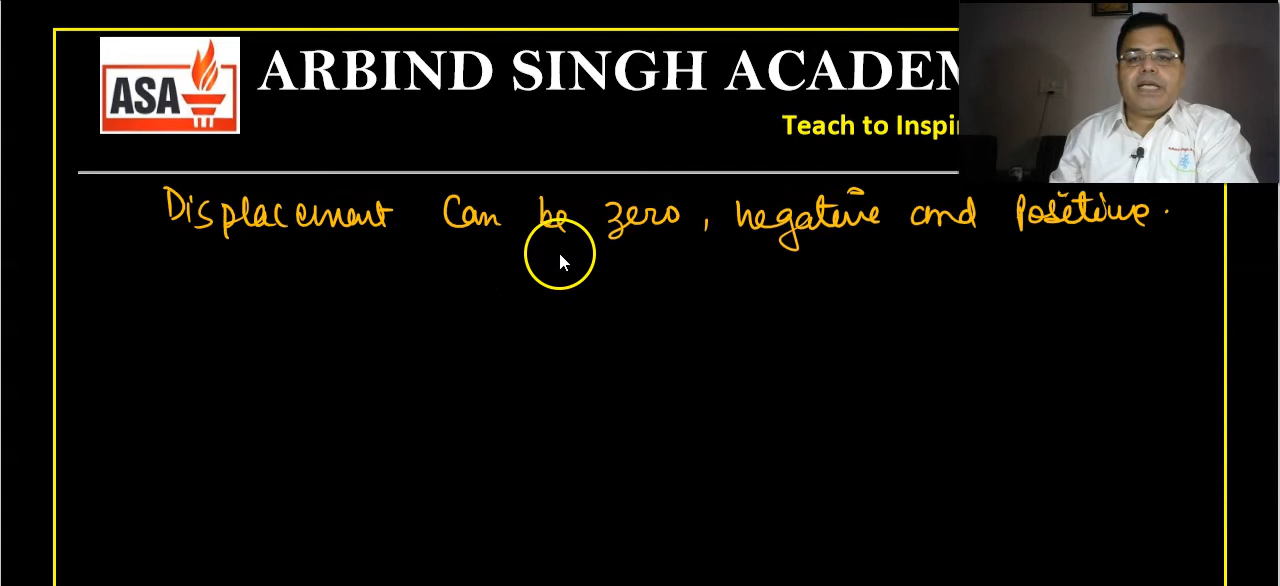 ASA
ARBIND SINGH ACADEM
Teach to Inspi
Displacement can be zero, negative and positive.